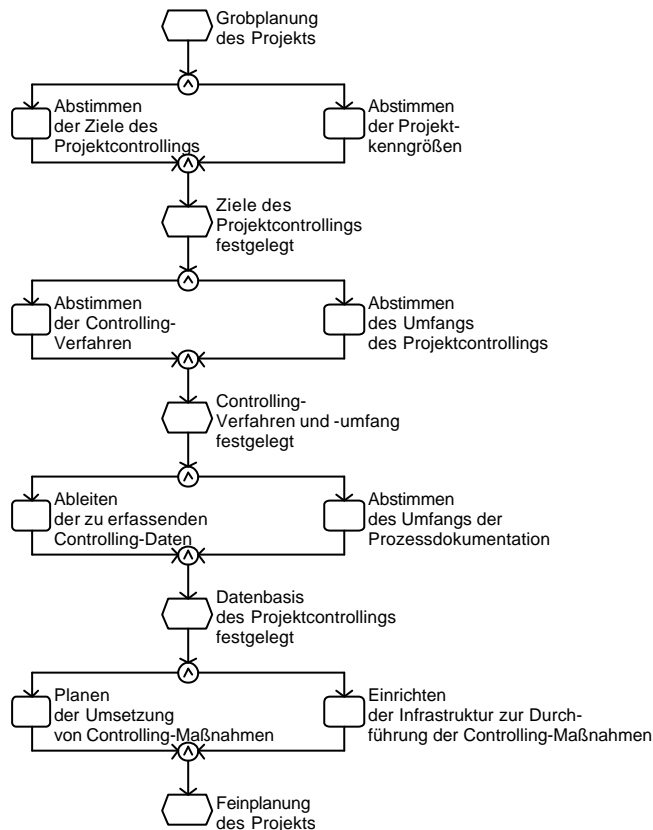 Grobplanung
des Projekts
Abstimmen
der Ziele des
Projektcontrollings
Abstimmen
der Projekt-
kenngrößen
Ziele des
Projektcontrollings
festgelegt
Abstimmen
der Controlling-
Verfahren
Abstimmen
des Umfangs
des Projektcontrollings
Controlling-
Verfahren und -umfang
festgelegt
Ableiten
der zu erfassenden
Controlling-Daten
Abstimmen
des Umfangs der
Prozessdokumentation
Datenbasis
des Projektcontrollings
festgelegt
Planen
der Umsetzung
von Controlling-Maßnahmen
Einrichten
der Infrastruktur zur Durch-
führung der Controlling-Maßnahmen
Feinplanung
des Projekts